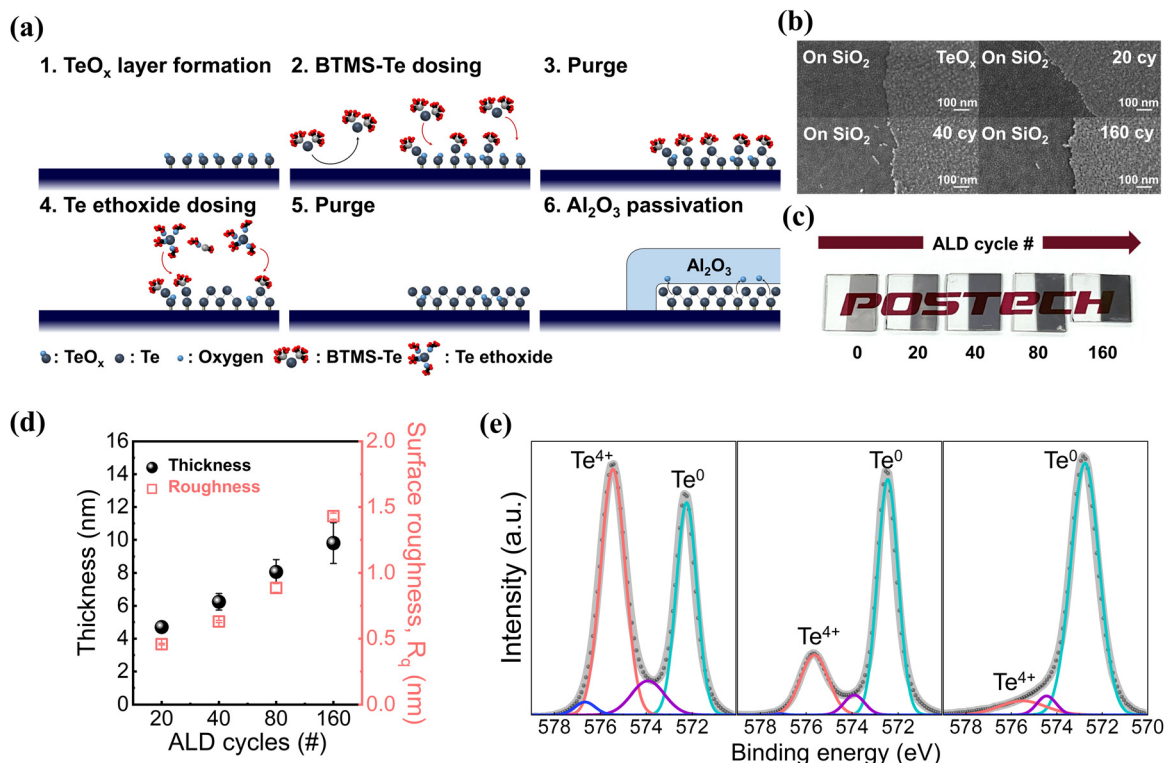 (a)
1. TeOx layer formation
2. BTMS-Te dosing
3. Purge
4. Te ethoxide dosing
5. Purge
6. Al2O3 passivation
Al2O3
: TeOx : Te : Oxygen : BTMS-Te : Te ethoxide
(b)
On SiO2 TeOx On SiO2 20 cy
100 nm 100 nm
On SiO2 40 cy On SiO2 160 cy
100 nm 100 nm
(c)
ALD cycle #
POSTECH
0 20 40 80 160
(d)
Thickness (nm)
16
14
12
10
8
6
4
2
0
Thickness
Roughness
2.0
1.5
1.0
0.5
0.0
Surface roughness, Rq (nm)
20 40 80 160
ALD cycles (#)
(e)
Intensity (a.u.)
Te4+ Te0
Te4+ Te0
Te4+ Te0
578 576 574 572 578 576 574 572 578 576 574 572 570
Binding energy (eV)